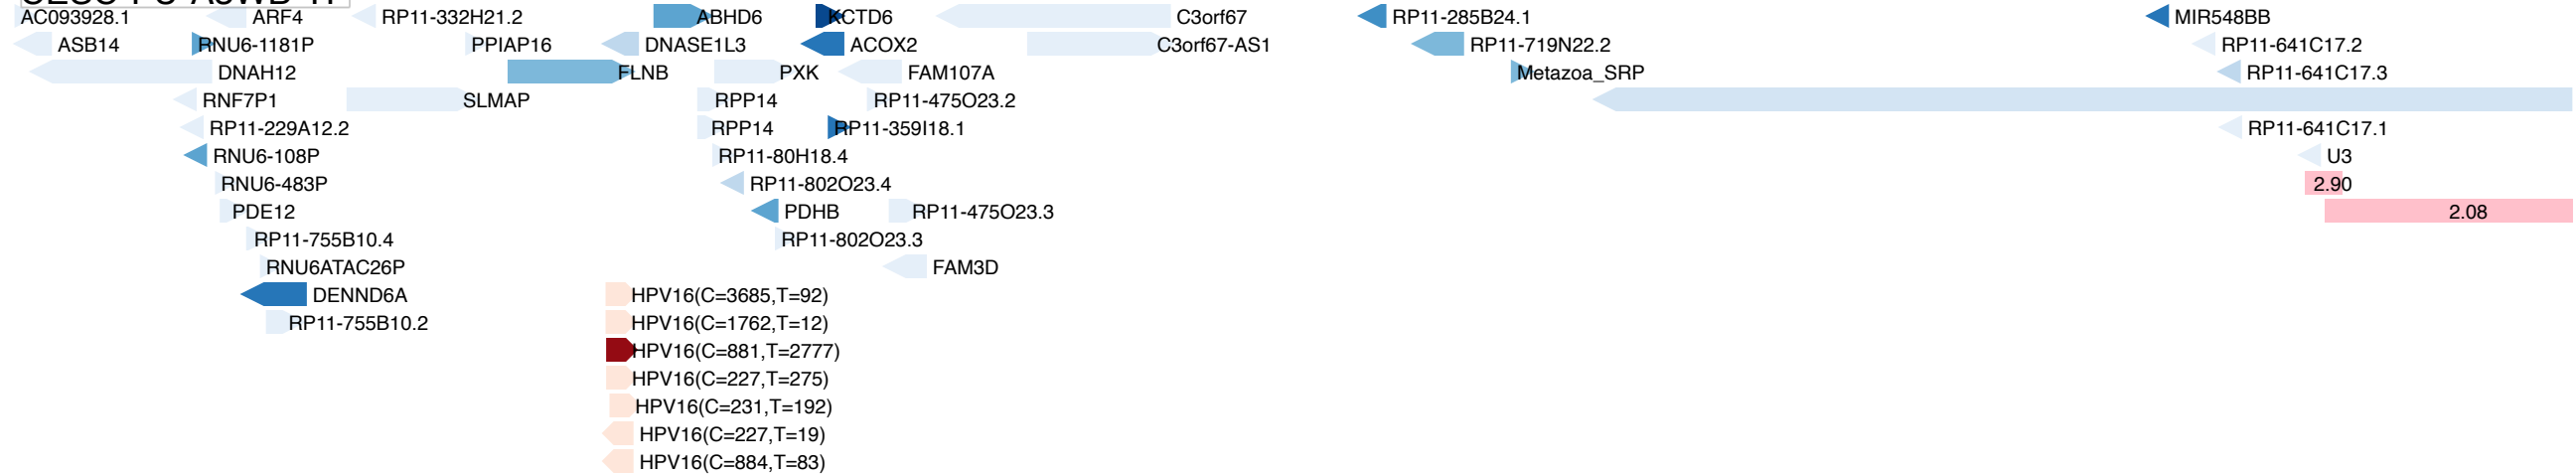 AC093928.1 ARF4 RP11-332H21.2 ABHD6 KCTD6 C3orf67 RP11-285B24.1 MIR548BB
ASB14 RNU6-1181P PPIAP16 DNASE1L3 ACOX2 C3orf67-AS1 RP11-719N22.2 RP11-641C17.2
DNAH12 FLNB PXK FAM107A Metazoa_SRP RP11-641C17.3
RNF7P1 SLMAP RPP14 RP11-475O23.2
RP11-229A12.2 RPP14 RP11-359I18.1 RP11-641C17.1
RNU6-108P RP11-80H18.4 U3
RNU6-483P RP11-802O23.4 2.90
PDE12 PDHB RP11-475O23.3 2.08
RP11-755B10.4 RP11-802O23.3
RNU6ATAC26P FAM3D
DENND6A HPV16(C=3685,T=92)
RP11-755B10.2 HPV16(C=1762,T=12)
HPV16(C=881,T=2777)
HPV16(C=227,T=275)
HPV16(C=231,T=192)
HPV16(C=227,T=19)
HPV16(C=884,T=83)